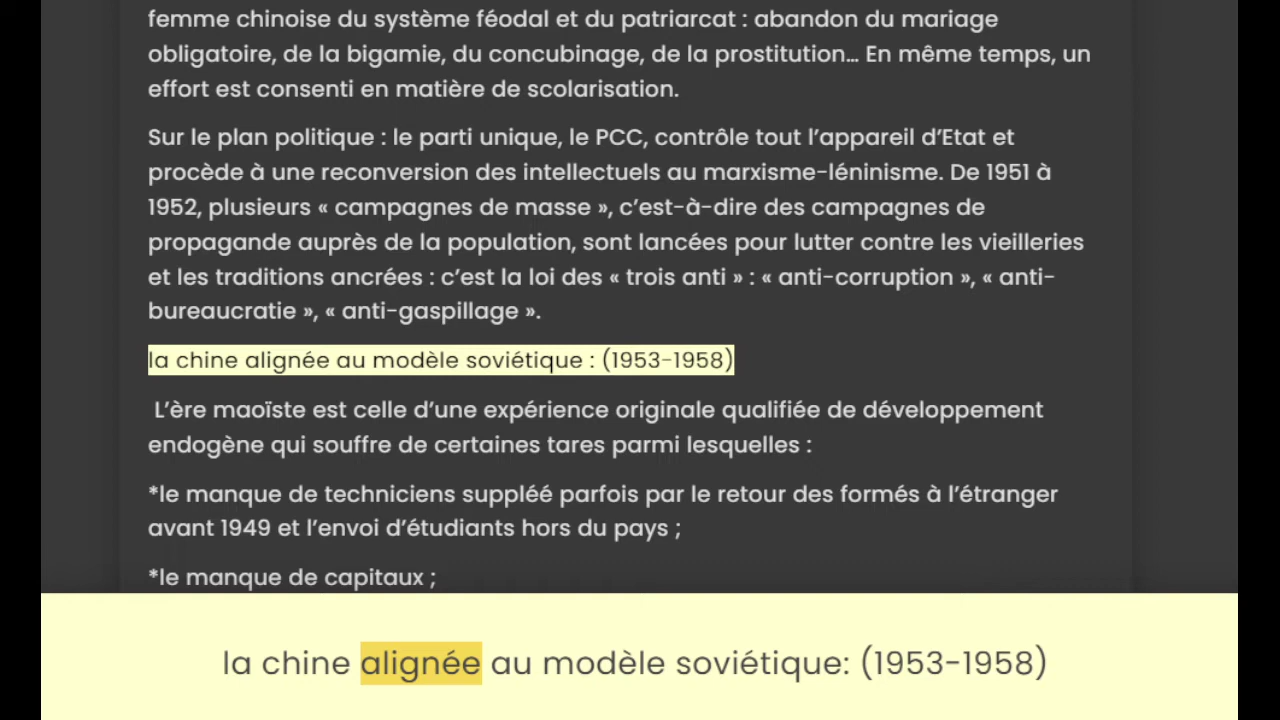 femme chinoise du système féodal et du patriarcat : abandon du mariage
obligatoire, de la bigamie, du concubinage, de la prostitution… En même temps, un
effort est consenti en matière de scolarisation.
Sur le plan politique : le parti unique, le PCC, contrôle tout l’appareil d’Etat et
procède à une reconversion des intellectuels au marxisme-léninisme. De 1951 à
1952, plusieurs « campagnes de masse », c’est-à-dire des campagnes de
propagande auprès de la population, sont lancées pour lutter contre les vieilleries
et les traditions ancrées : c’est la loi des « trois anti » : « anti-corruption », « anti-
bureaucratie », « anti-gaspillage ».
la chine alignée au modèle soviétique : (1953-1958)
L’ère maoïste est celle d’une expérience originale qualifiée de développement
endogène qui souffre de certaines tares parmi lesquelles :
*le manque de techniciens suppléé parfois par le retour des formés à l’étranger
avant 1949 et l’envoi d’étudiants hors du pays ;
*le manque de capitaux ;
la chine alignée au modèle soviétique: (1953-1958)